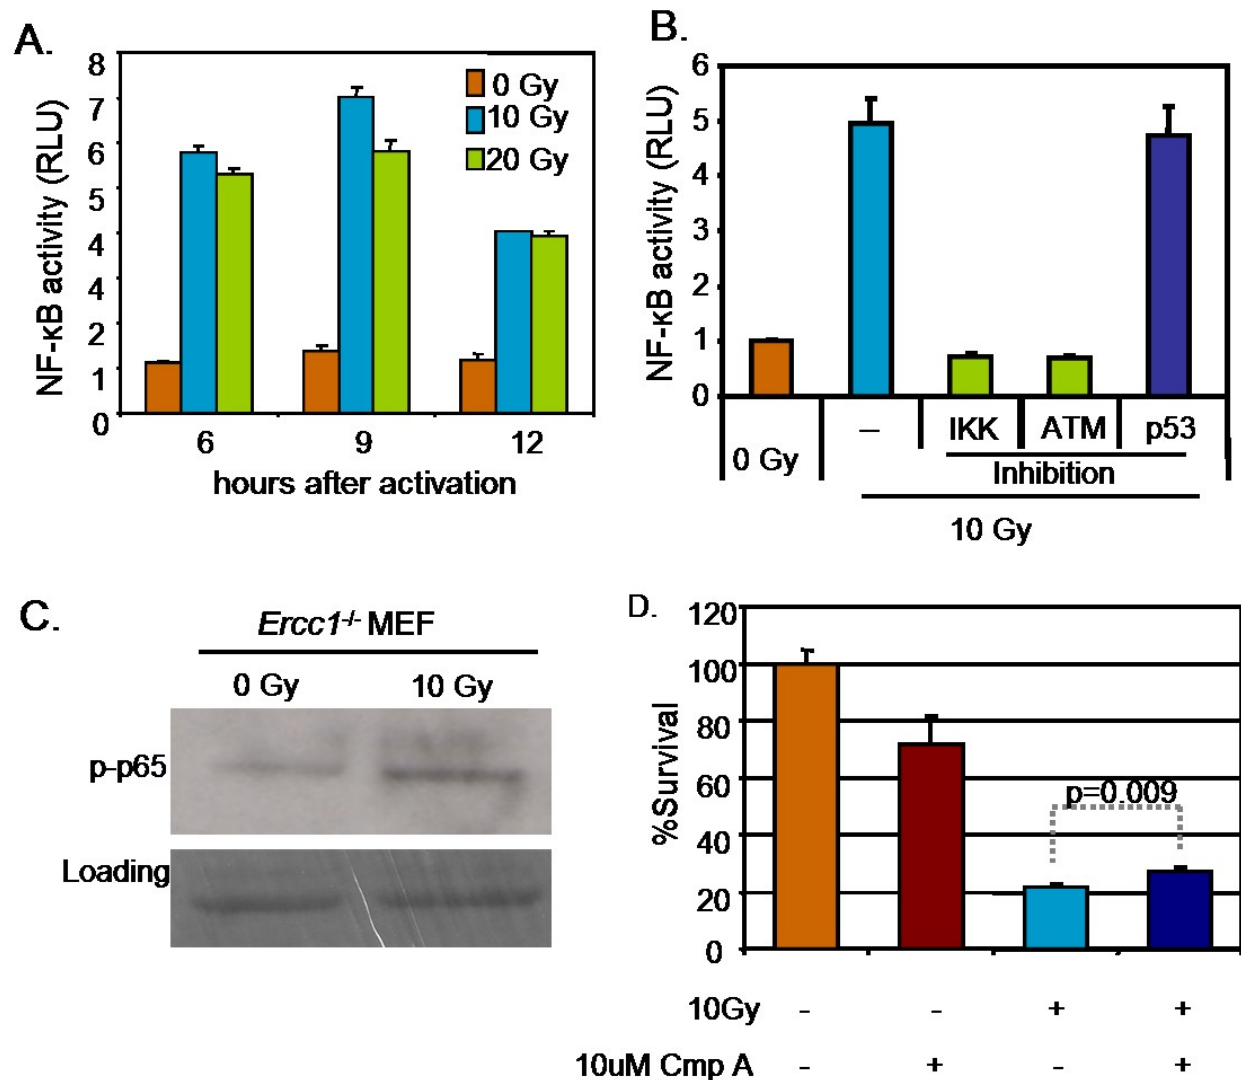 A.
8
7
6
5
4
4
2
1
0
NF-κB activity (RLU)
0 Gy
10 Gy
20 Gy
6 9 12
hours after activation
B.
6
5
4
3
2
1
0
NF-κB activity (RLU)
0 Gy
– IKK ATM p53
Inhibition
10 Gy
C.
Ercc1-/- MEF
0 Gy 10 Gy
p-p65
Loading
D.
120
100
80
60
40
20
0
%Survival
p=0.009
10Gy - - + +
10uM Cmp A - + - +